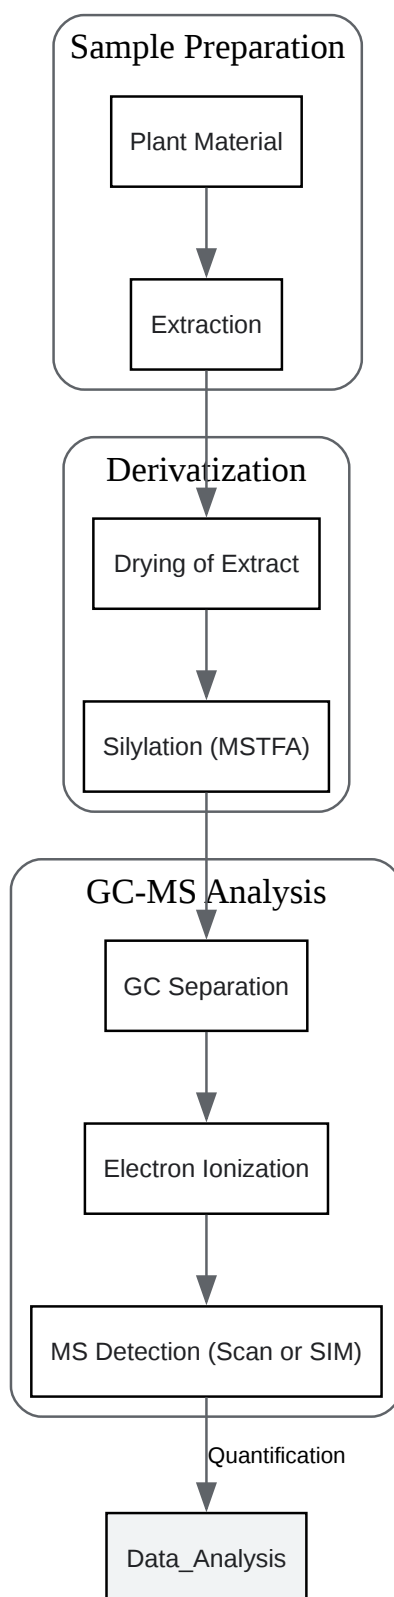 Sample Preparation
Plant Material
Extraction
Derivatization
Drying of Extract
Silylation (MSTFA)
GC-MS Analysis
GC Separation
Electron Ionization
MS Detection (Scan or SIM)
Quantification
Data_Analysis